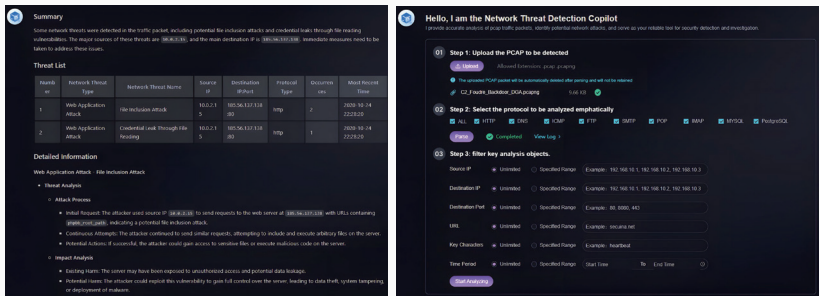 Summary
Some network threats were detected in the traffic packet, including potential file inclusion attacks and credential leaks through file reading
vulnerabilities. The major sources of these threats are 10.0.2.15, and the main destination IP is 185.56.137.138. Immediate measures need to be
taken to address these issues.
Threat List
Numb
er
Network Threat
Type
Network Threat Name
Source
IP
Destination
IP/Port
Protocol
Type
Occurren
ces
Most Recent
Time
1
Web Application
Attack
File Inclusion Attack
10.0.2.1
5
185.56.137.138
:80
http
2
2020-10-24
22:29:20
2
Web Application
Attack
Credential Leak Through File
Reading
10.0.2.1
5
185.56.137.138
:80
http
1
2020-10-24
22:29:20
Detailed Information
Web Application Attack - File Inclusion Attack
• Threat Analysis
○ Attack Process
▪ Initial Request: The attacker used source IP 10.0.2.15 to send requests to the web server at 185.56.137.138 with URLs containing
phpbb_root_path, indicating a potential file inclusion attack.
▪ Continuous Attempts: The attacker continued to send similar requests, attempting to include and execute arbitrary files on the server.
▪ Potential Actions: If successful, the attacker could gain access to sensitive files or execute malicious code on the server.
○ Impact Analysis
▪ Existing Harm: The server may have been exposed to unauthorized access and potential data leakage.
▪ Potential Harm: The attacker could exploit this vulnerability to gain full control over the server, leading to data theft, system tampering,
or deployment of malware.
Hello, I am the Network Threat Detection Copilot
I provide accurate analysis of pcap traffic packets, identify potential network attacks, and serve as your reliable tool for security detection and investigation.
01 Step 1: Upload the PCAP to be detected
Upload Allowed Extensions: pcap, pcapng
The uploaded PCAP packet will be automatically deleted after parsing and will not be retained.
C2_Foudre_Backdoor_DGA.pcapng 9.66 KB
02 Step 2: Select the protocol to be analyzed emphatically
ALL HTTP DNS ICMP FTP SMTP POP IMAP MYSQL PostgreSQL
Parse Completed View Log >
03 Step 3: filter key analysis objects.
Source IP Unlimited Specified Range Example: 192.168.10.1, 192.168.10.2, 192.168.10.3
Destination IP Unlimited Specified Range Example: 192.168.10.1, 192.168.10.2, 192.168.10.3
Destination Port Unlimited Specified Range Example: 80, 8080, 443
URL Unlimited Specified Range Example: secana.net
Key Characters Unlimited Specified Range Example: heartbeat
Time Period Unlimited Specified Range Start Time To End Time
Start Analyzing